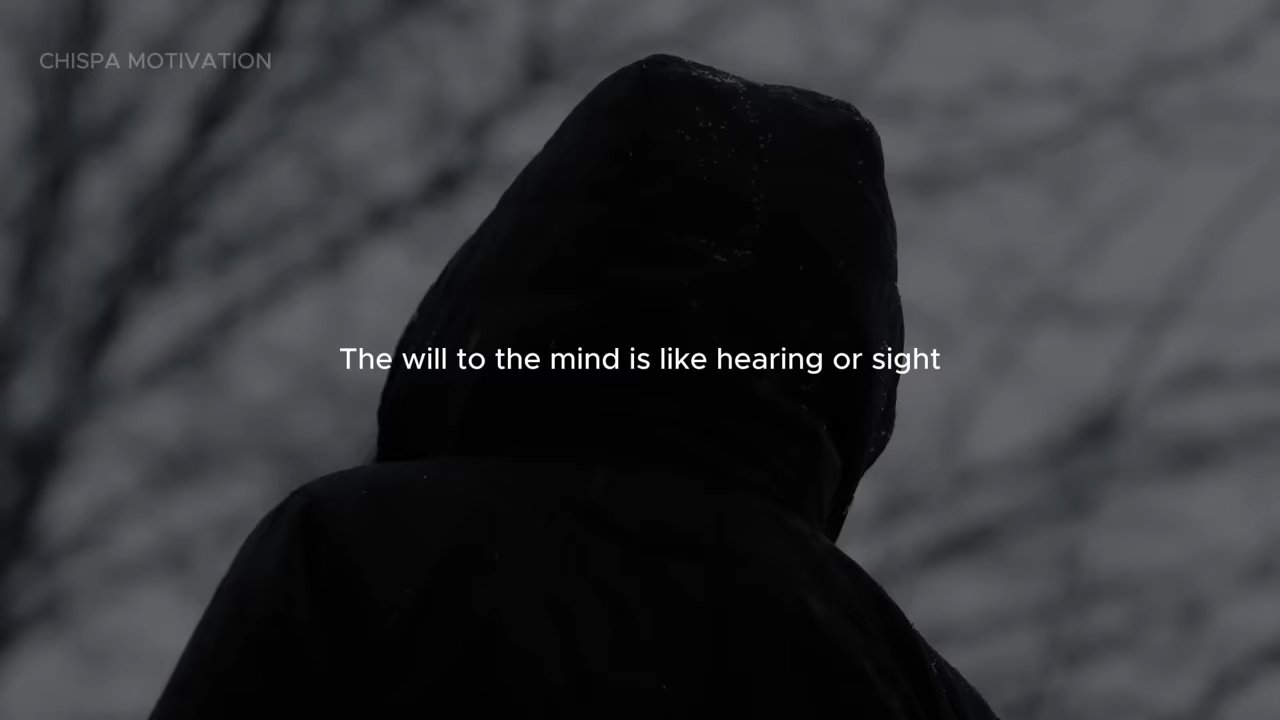 CHISPA MOTIVATION
The will to the mind is like hearing or sight